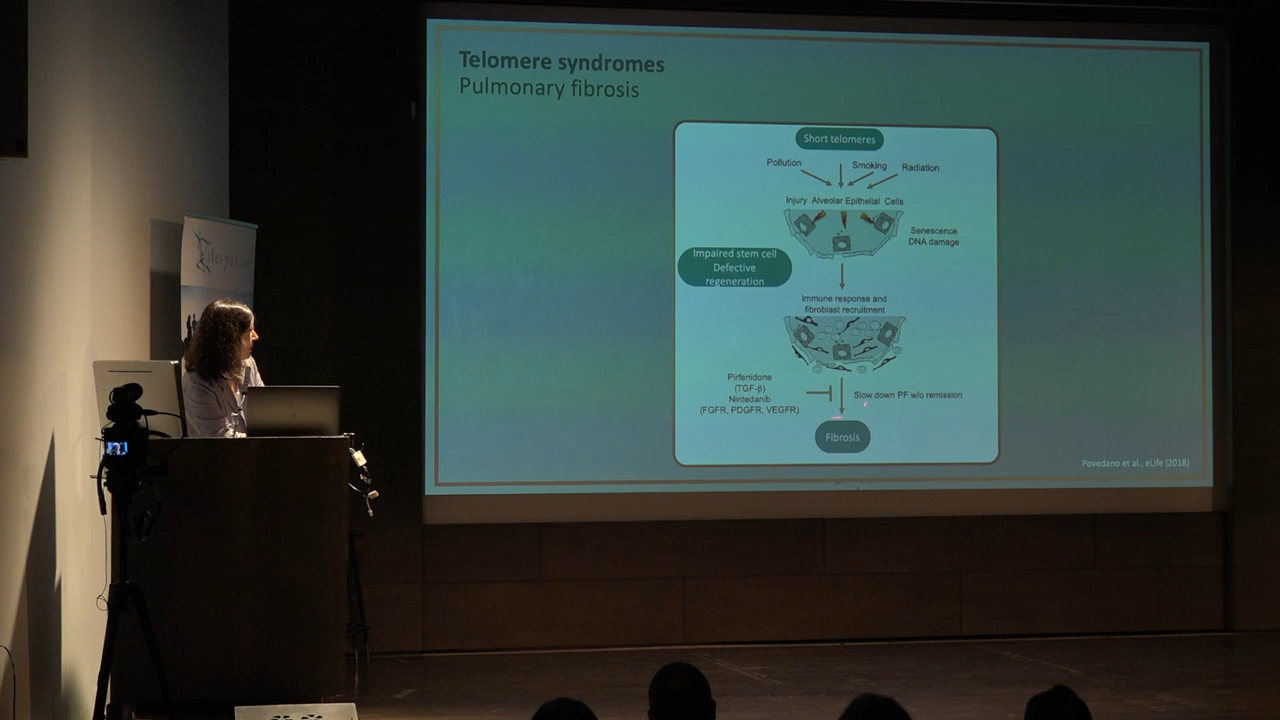 Telomere syndromes
Pulmonary fibrosis
Short telomeres
Pollution
Smoking
Radiation
Injury Alveolar Epithelial Cells
Senescence
DNA damage
Impaired stem cell
Defective
regeneration
Immune response and
fibroblast recruitment
Pirfenidone
(TGF-β)
Nintedanib
(FGFR, PDGFR, VEGFR)
Slow down PF w/o remission
Fibrosis
Povedano et al., eLife (2018)